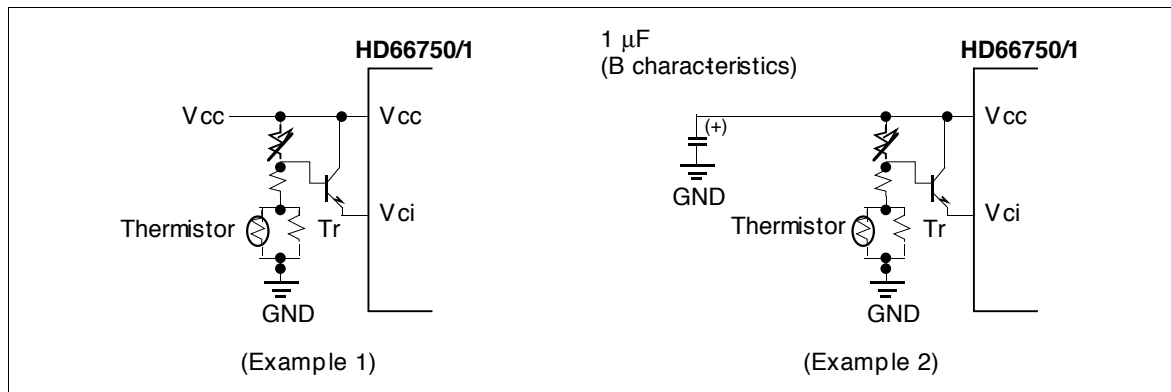 HD66750/1
Vcc
Vcc
Vci
Thermistor
Tr
GND
(Example 1)
1 µF
(B characteristics)
HD66750/1
(+)
Vcc
GND
Vci
Thermistor
Tr
GND
(Example 2)